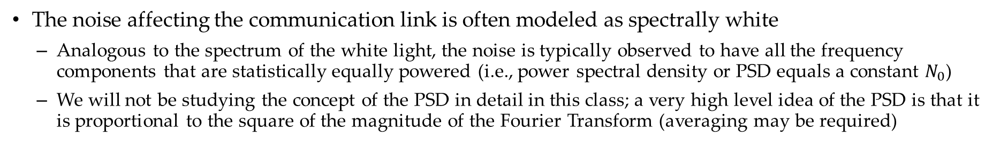 • The noise affecting the communication link is often modeled as spectrally white
– Analogous to the spectrum of the white light, the noise is typically observed to have all the frequency
components that are statistically equally powered (i.e., power spectral density or PSD equals a constant N₀)
– We will not be studying the concept of the PSD in detail in this class; a very high level idea of the PSD is that it
is proportional to the square of the magnitude of the Fourier Transform (averaging may be required)